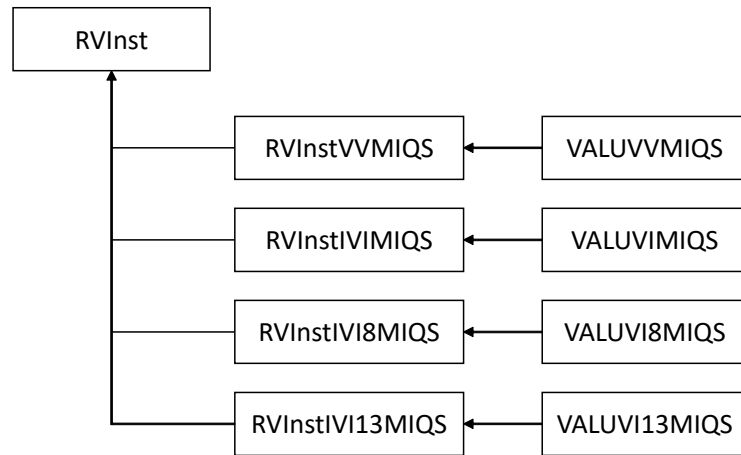 RVInst
RVInstVVMIQS
VALUVVMIQS
RVInstIVIMIQS
VALUVIMIQS
RVInstIVI8MIQS
VALUVI8MIQS
RVInstIVI13MIQS
VALUVI13MIQS